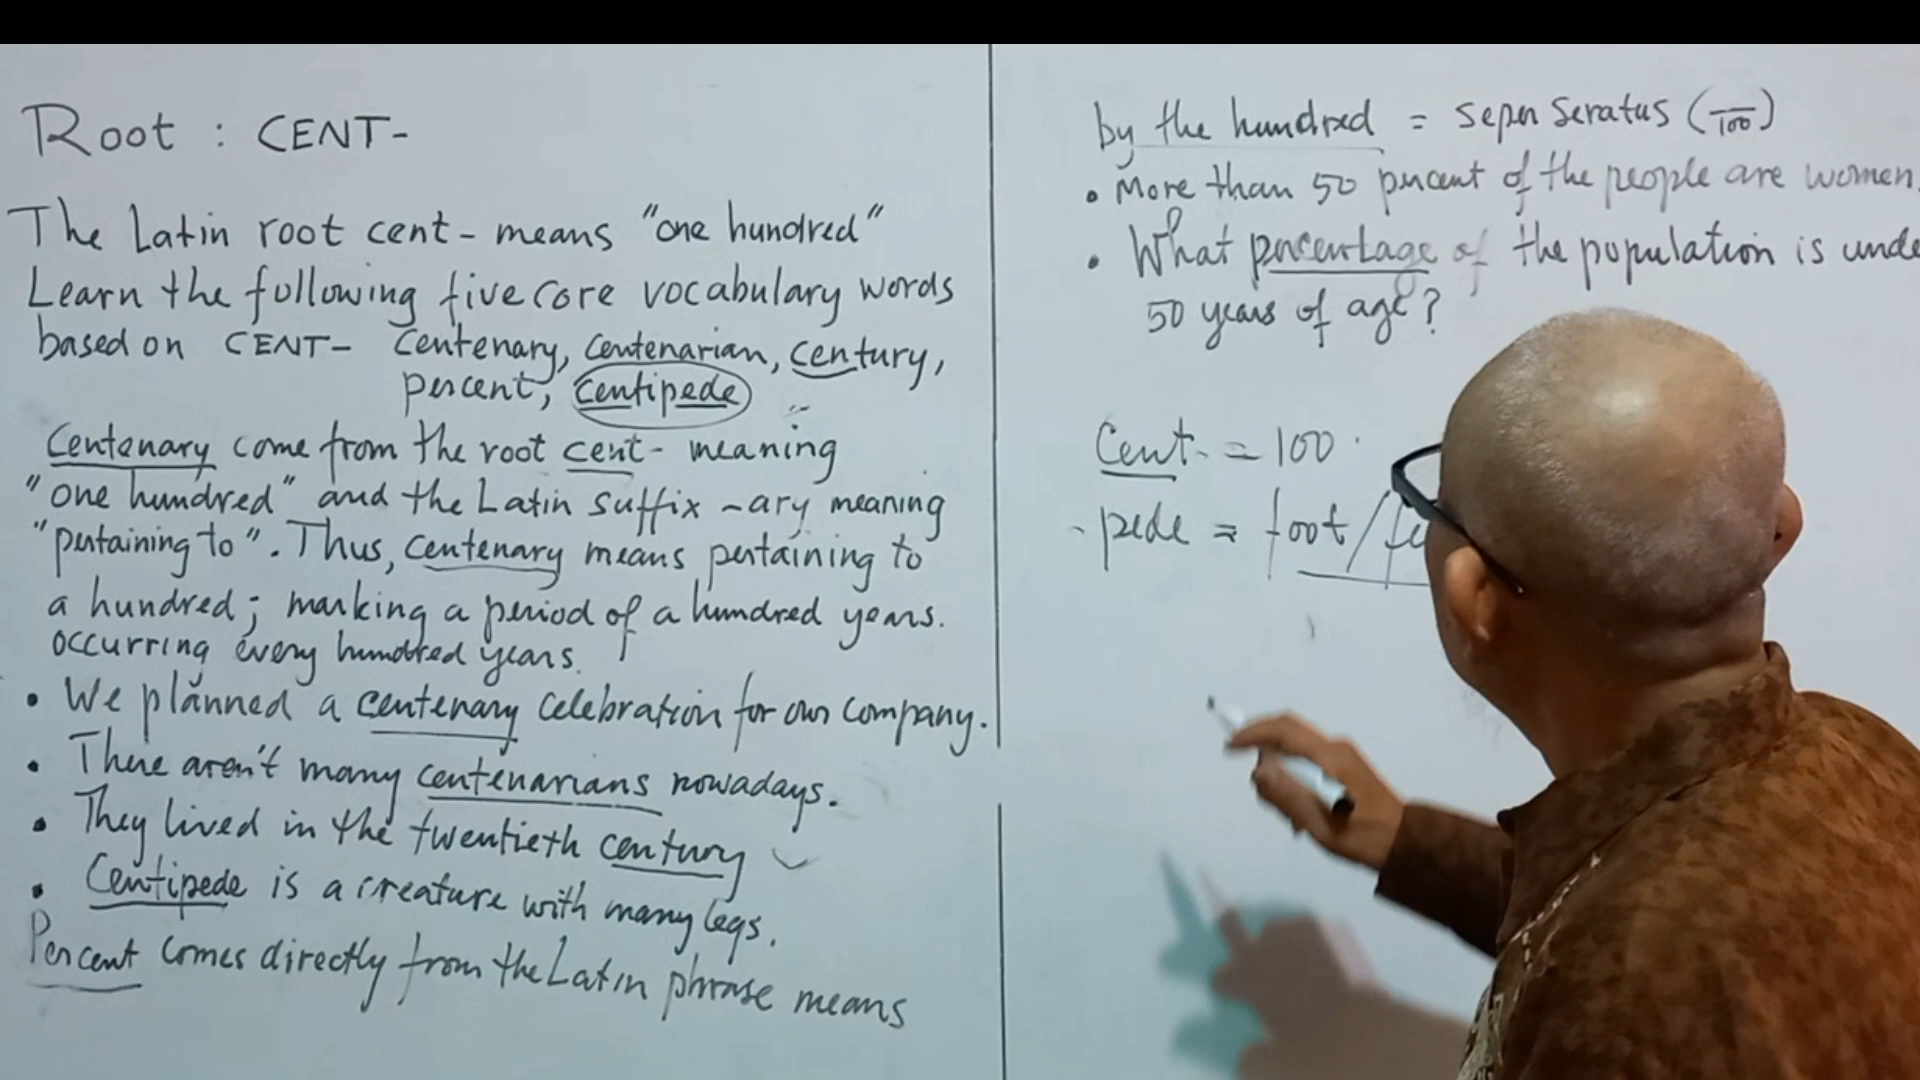 Root : CENT-
The Latin root cent- means "one hundred"
Learn the following five core vocabulary words
based on CENT- centenary, centenarian, century,
percent, centipede
Centenary come from the root cent- meaning
"one hundred" and the Latin suffix -ary meaning
"pertaining to". Thus, centenary means pertaining to
a hundred; marking a period of a hundred years.
occurring every hundred years.
• We planned a centenary celebration for our company.
• There aren't many centenarians nowadays.
• They lived in the twentieth century
• Centipede is a creature with many legs.
Percent comes directly from the Latin phrase means
by the hundred = seper seratus (/100)
• More than 50 percent of the people are women.
• What percentage of the population is unde
50 years of age?
Cent- = 100
-pede = foot/fe